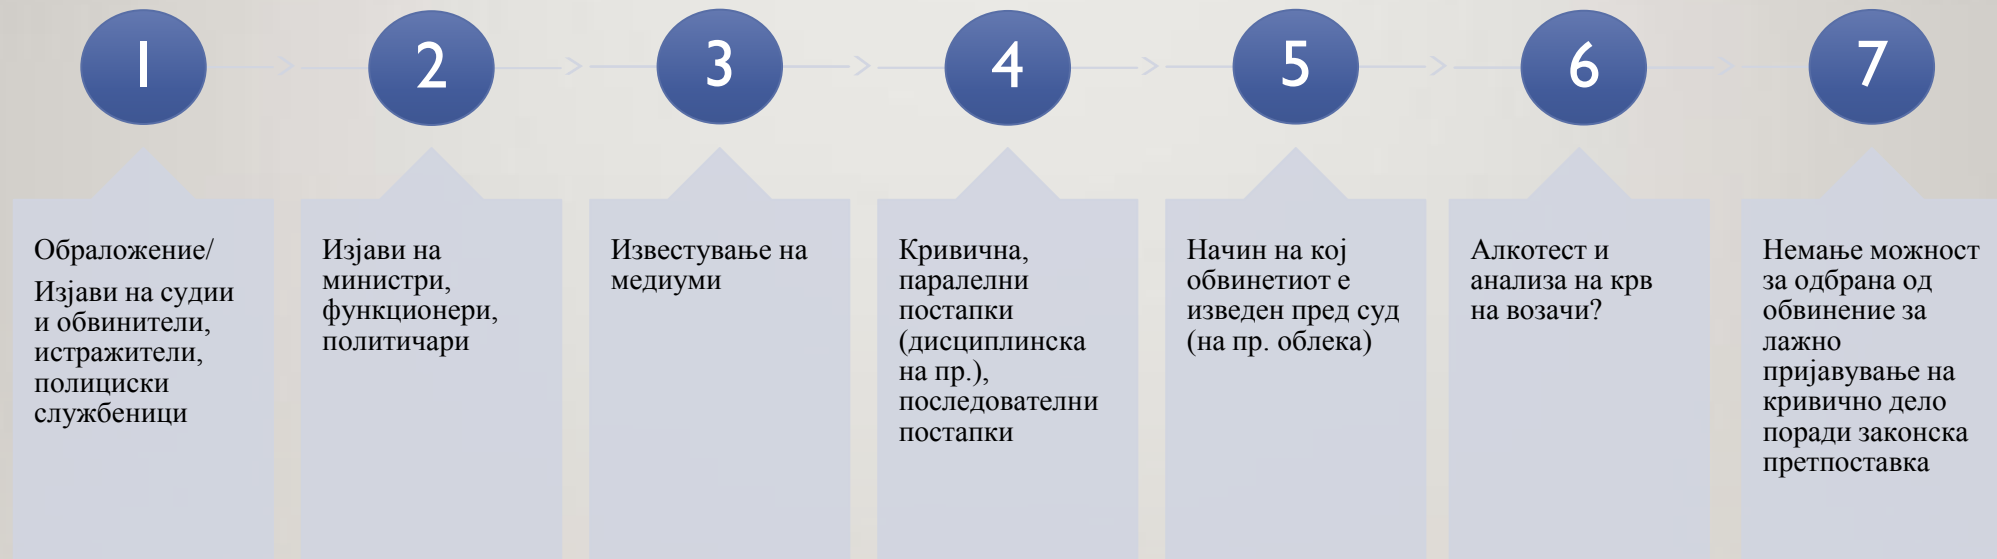 1
2
3
4
5
6
7
Обраложение/
Изјави на судии
и обвинители,
истражители,
полициски
службеници
Изјави на
министри,
функционери,
политичари
Известување на
медиуми
Кривична,
паралелни
постапки
(дисциплинска
на пр.),
последователни
постапки
Начин на кој
обвинетиот е
изведен пред суд
(на пр. облека)
Алкотест и
анализа на крв
на возачи?
Немање можност
за одбрана од
обвинение за
лажно
пријавување на
кривично дело
поради законска
претпоставка